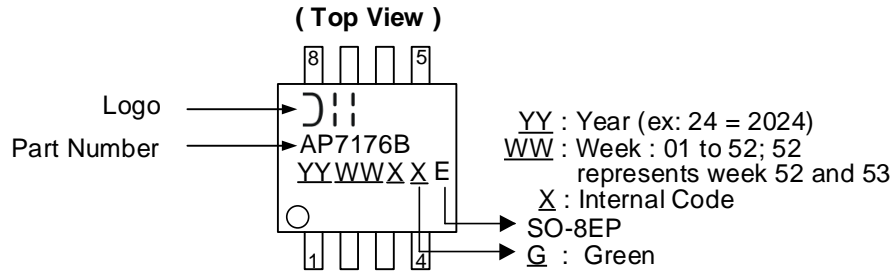 ( Top View )
8 5
Logo
Part Number
AP7176B
YY WW X X E
1 4
YY : Year (ex: 24 = 2024)
WW : Week : 01 to 52; 52
represents week 52 and 53
X : Internal Code
SO-8EP
G : Green